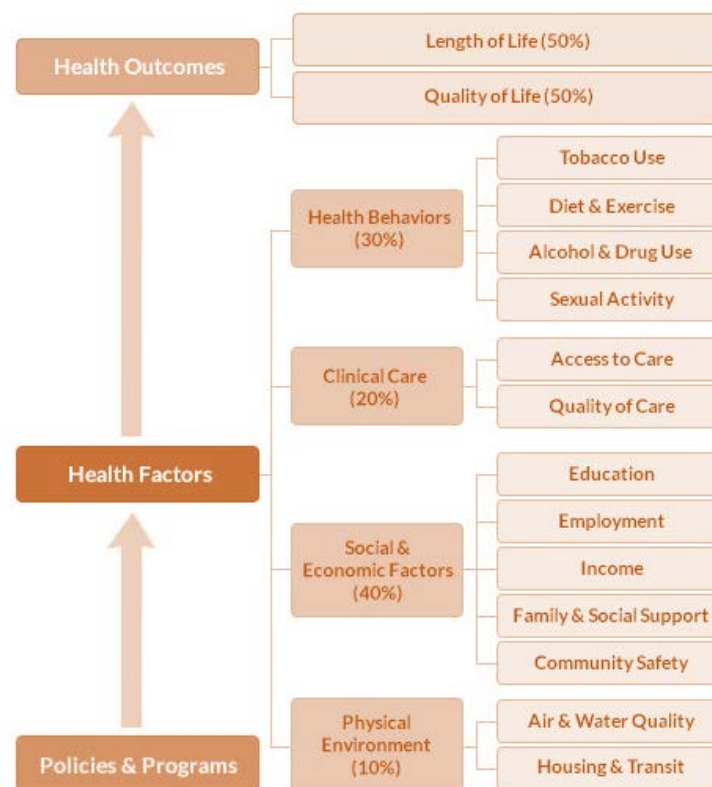 Health Outcomes
Length of Life (50%)
Quality of Life (50%)
Health Behaviors
(30%)
Tobacco Use
Diet & Exercise
Alcohol & Drug Use
Sexual Activity
Clinical Care
(20%)
Access to Care
Quality of Care
Health Factors
Social &
Economic Factors
(40%)
Education
Employment
Income
Family & Social Support
Community Safety
Physical
Environment
(10%)
Air & Water Quality
Housing & Transit
Policies & Programs